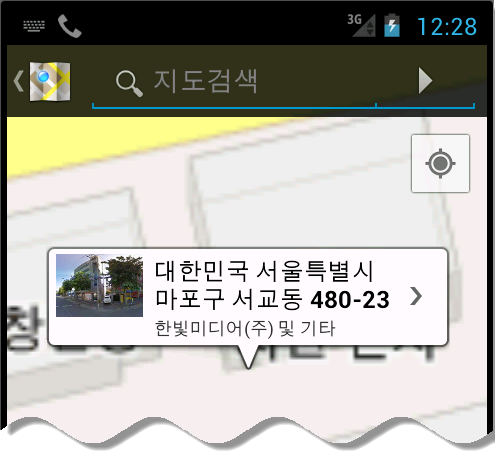 3G 12:28
지도검색
대한민국 서울특별시
마포구 서교동 480-23
한빛미디어(주) 및 기타